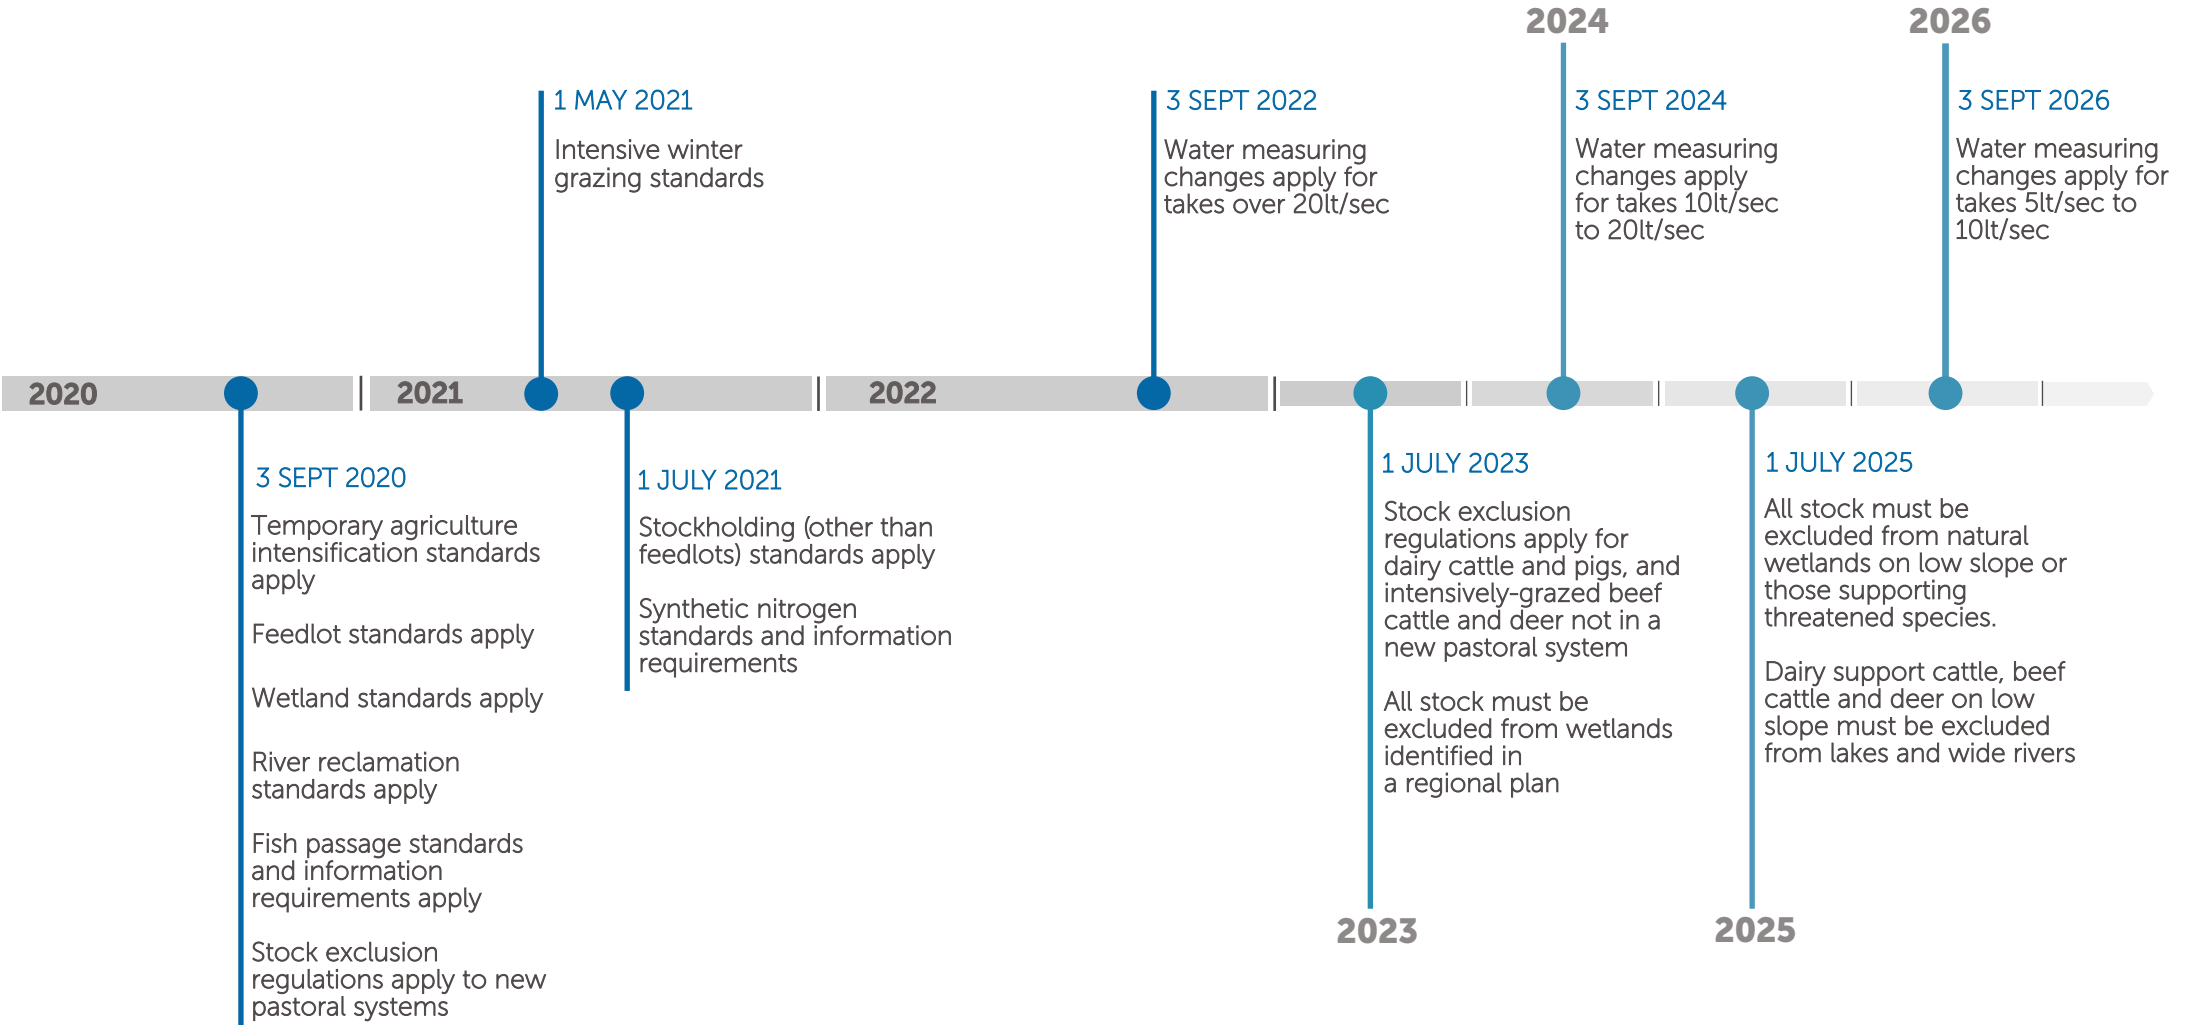 2024
2026
1 MAY 2021
Intensive winter
grazing standards
3 SEPT 2022
Water measuring
changes apply for
takes over 20lt/sec
3 SEPT 2024
Water measuring
changes apply
for takes 10lt/sec
to 20lt/sec
3 SEPT 2026
Water measuring
changes apply for
takes 5lt/sec to
10lt/sec
2020
2021
2022
3 SEPT 2020
Temporary agriculture
intensification standards
apply
Feedlot standards apply
Wetland standards apply
River reclamation
standards apply
Fish passage standards
and information
requirements apply
Stock exclusion
regulations apply to new
pastoral systems
1 JULY 2021
Stockholding (other than
feedlots) standards apply
Synthetic nitrogen
standards and information
requirements
1 JULY 2023
Stock exclusion
regulations apply for
dairy cattle and pigs, and
intensively-grazed beef
cattle and deer not in a
new pastoral system
All stock must be
excluded from wetlands
identified in
a regional plan
2023
1 JULY 2025
All stock must be
excluded from natural
wetlands on low slope or
those supporting
threatened species.
Dairy support cattle, beef
cattle and deer on low
slope must be excluded
from lakes and wide rivers
2025